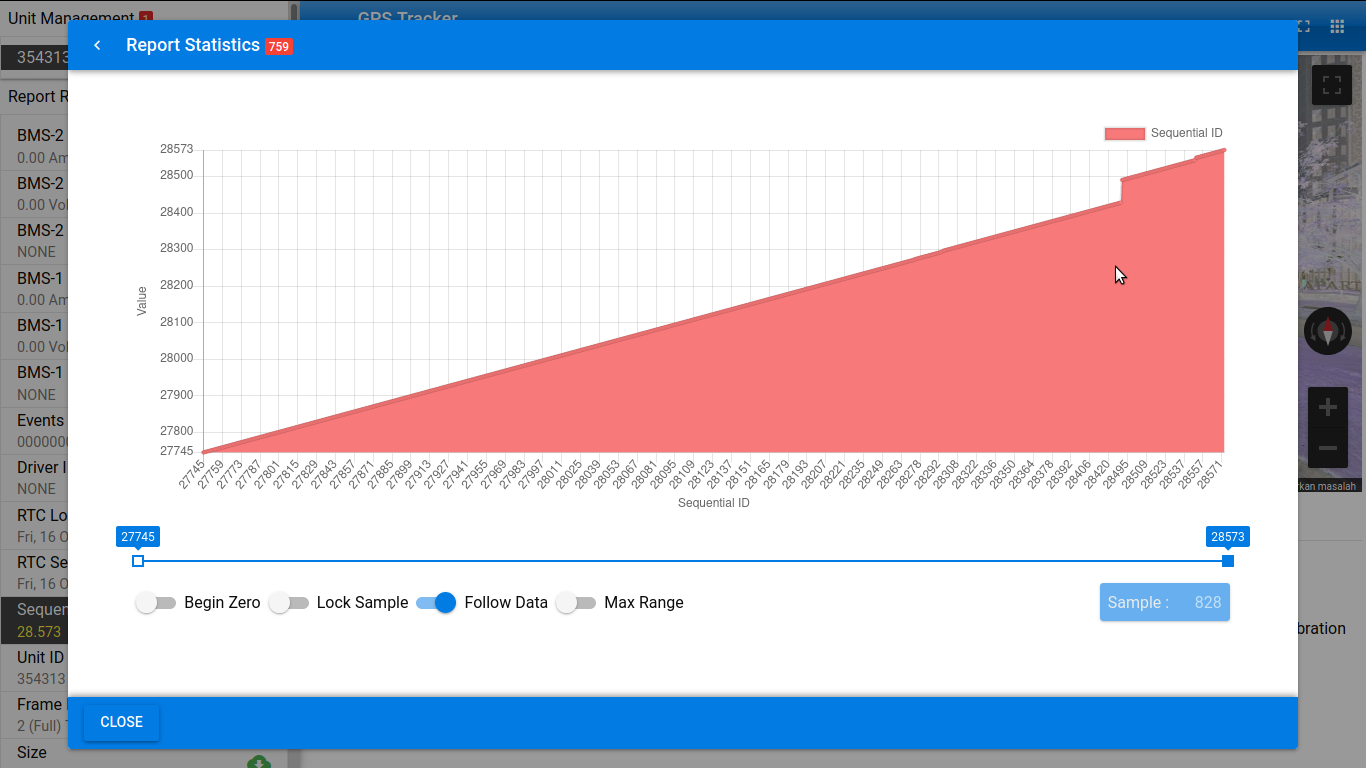 Unit Management 1
GPS Tracker
Report Statistics 759
354313
Report R
BMS-2
0.00 Am
BMS-2
0.00 Vol
BMS-2
NONE
BMS-1
0.00 Am
BMS-1
0.00 Vol
BMS-1
NONE
Events
0000000
Driver I
NONE
RTC Lo
Fri, 16 O
RTC Se
Fri, 16 O
Sequen
28.573
Unit ID
354313
Frame
2 (Full)
Size
Sequential ID
28573
28500
28400
28300
28200
28100
28000
27900
27800
27745
Value
27745 27759 27773 27787 27801 27815 27829 27843 27857 27871 27885 27899 27913 27927 27941 27955 27969 27983 27997 28011 28025 28039 28053 28067 28081 28095 28109 28123 28137 28151 28165 28179 28193 28207 28221 28235 28249 28263 28278 28292 28308 28322 28336 28350 28364 28378 28392 28406 28420 28495 28509 28523 28537 28557 28571
Sequential ID
27745 28573
Begin Zero Lock Sample Follow Data Max Range Sample : 828
CLOSE
APART
kan masalah
bration